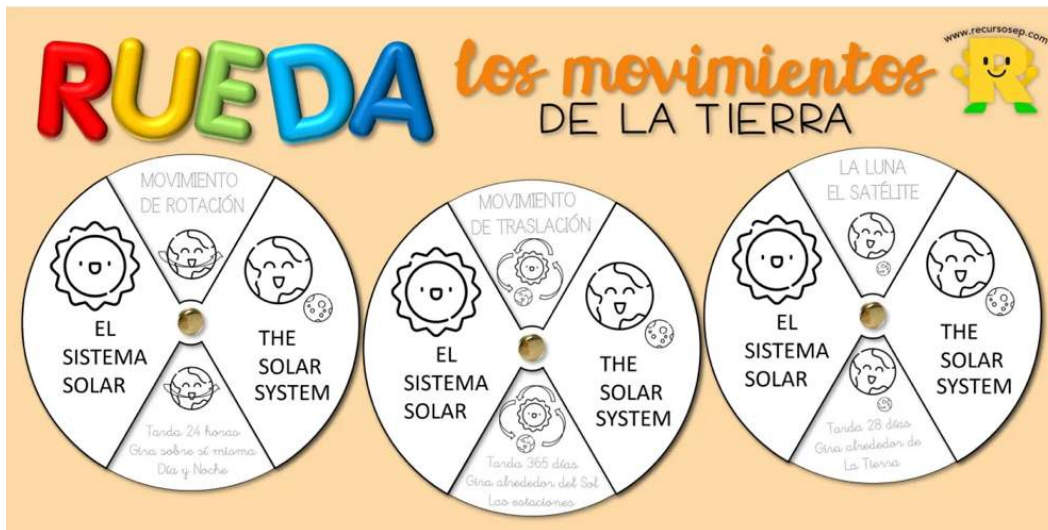 RUEDA
los movimientos
DE LA TIERRA
www.recursosep.com
R
MOVIMIENTO
DE ROTACIÓN
EL
SISTEMA
SOLAR
THE
SOLAR
SYSTEM
Tarda 24 horas
Gira sobre sí misma
Día y Noche
MOVIMIENTO
DE TRASLACIÓN
EL
SISTEMA
SOLAR
THE
SOLAR
SYSTEM
Tarda 365 días
Gira alrededor del Sol
Las estaciones
LA LUNA
EL SATÉLITE
EL
SISTEMA
SOLAR
THE
SOLAR
SYSTEM
Tarda 28 días
Gira alrededor de
La Tierra